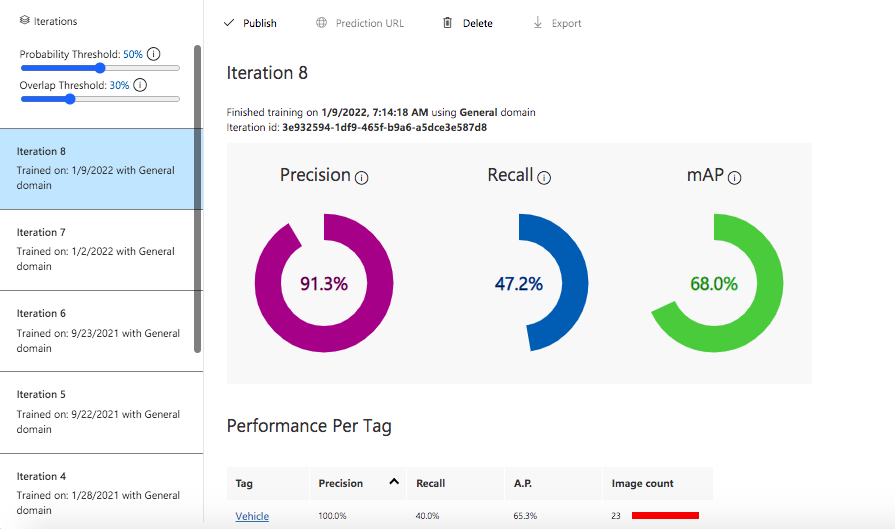 Iterations
Probability Threshold: 50%
Overlap Threshold: 30%
Iteration 8
Trained on: 1/9/2022 with General
domain
Iteration 7
Trained on: 1/2/2022 with General
domain
Iteration 6
Trained on: 9/23/2021 with General
domain
Iteration 5
Trained on: 9/22/2021 with General
domain
Iteration 4
Trained on: 1/28/2021 with General
domain
Publish Prediction URL Delete Export
Iteration 8
Finished training on 1/9/2022, 7:14:18 AM using General domain
Iteration id: 3e932594-1df9-465f-b9a6-a5dce3e587d8
Precision Recall mAP
91.3% 47.2% 68.0%
Performance Per Tag
Tag Precision Recall A.P. Image count
Vehicle 100.0% 40.0% 65.3% 23